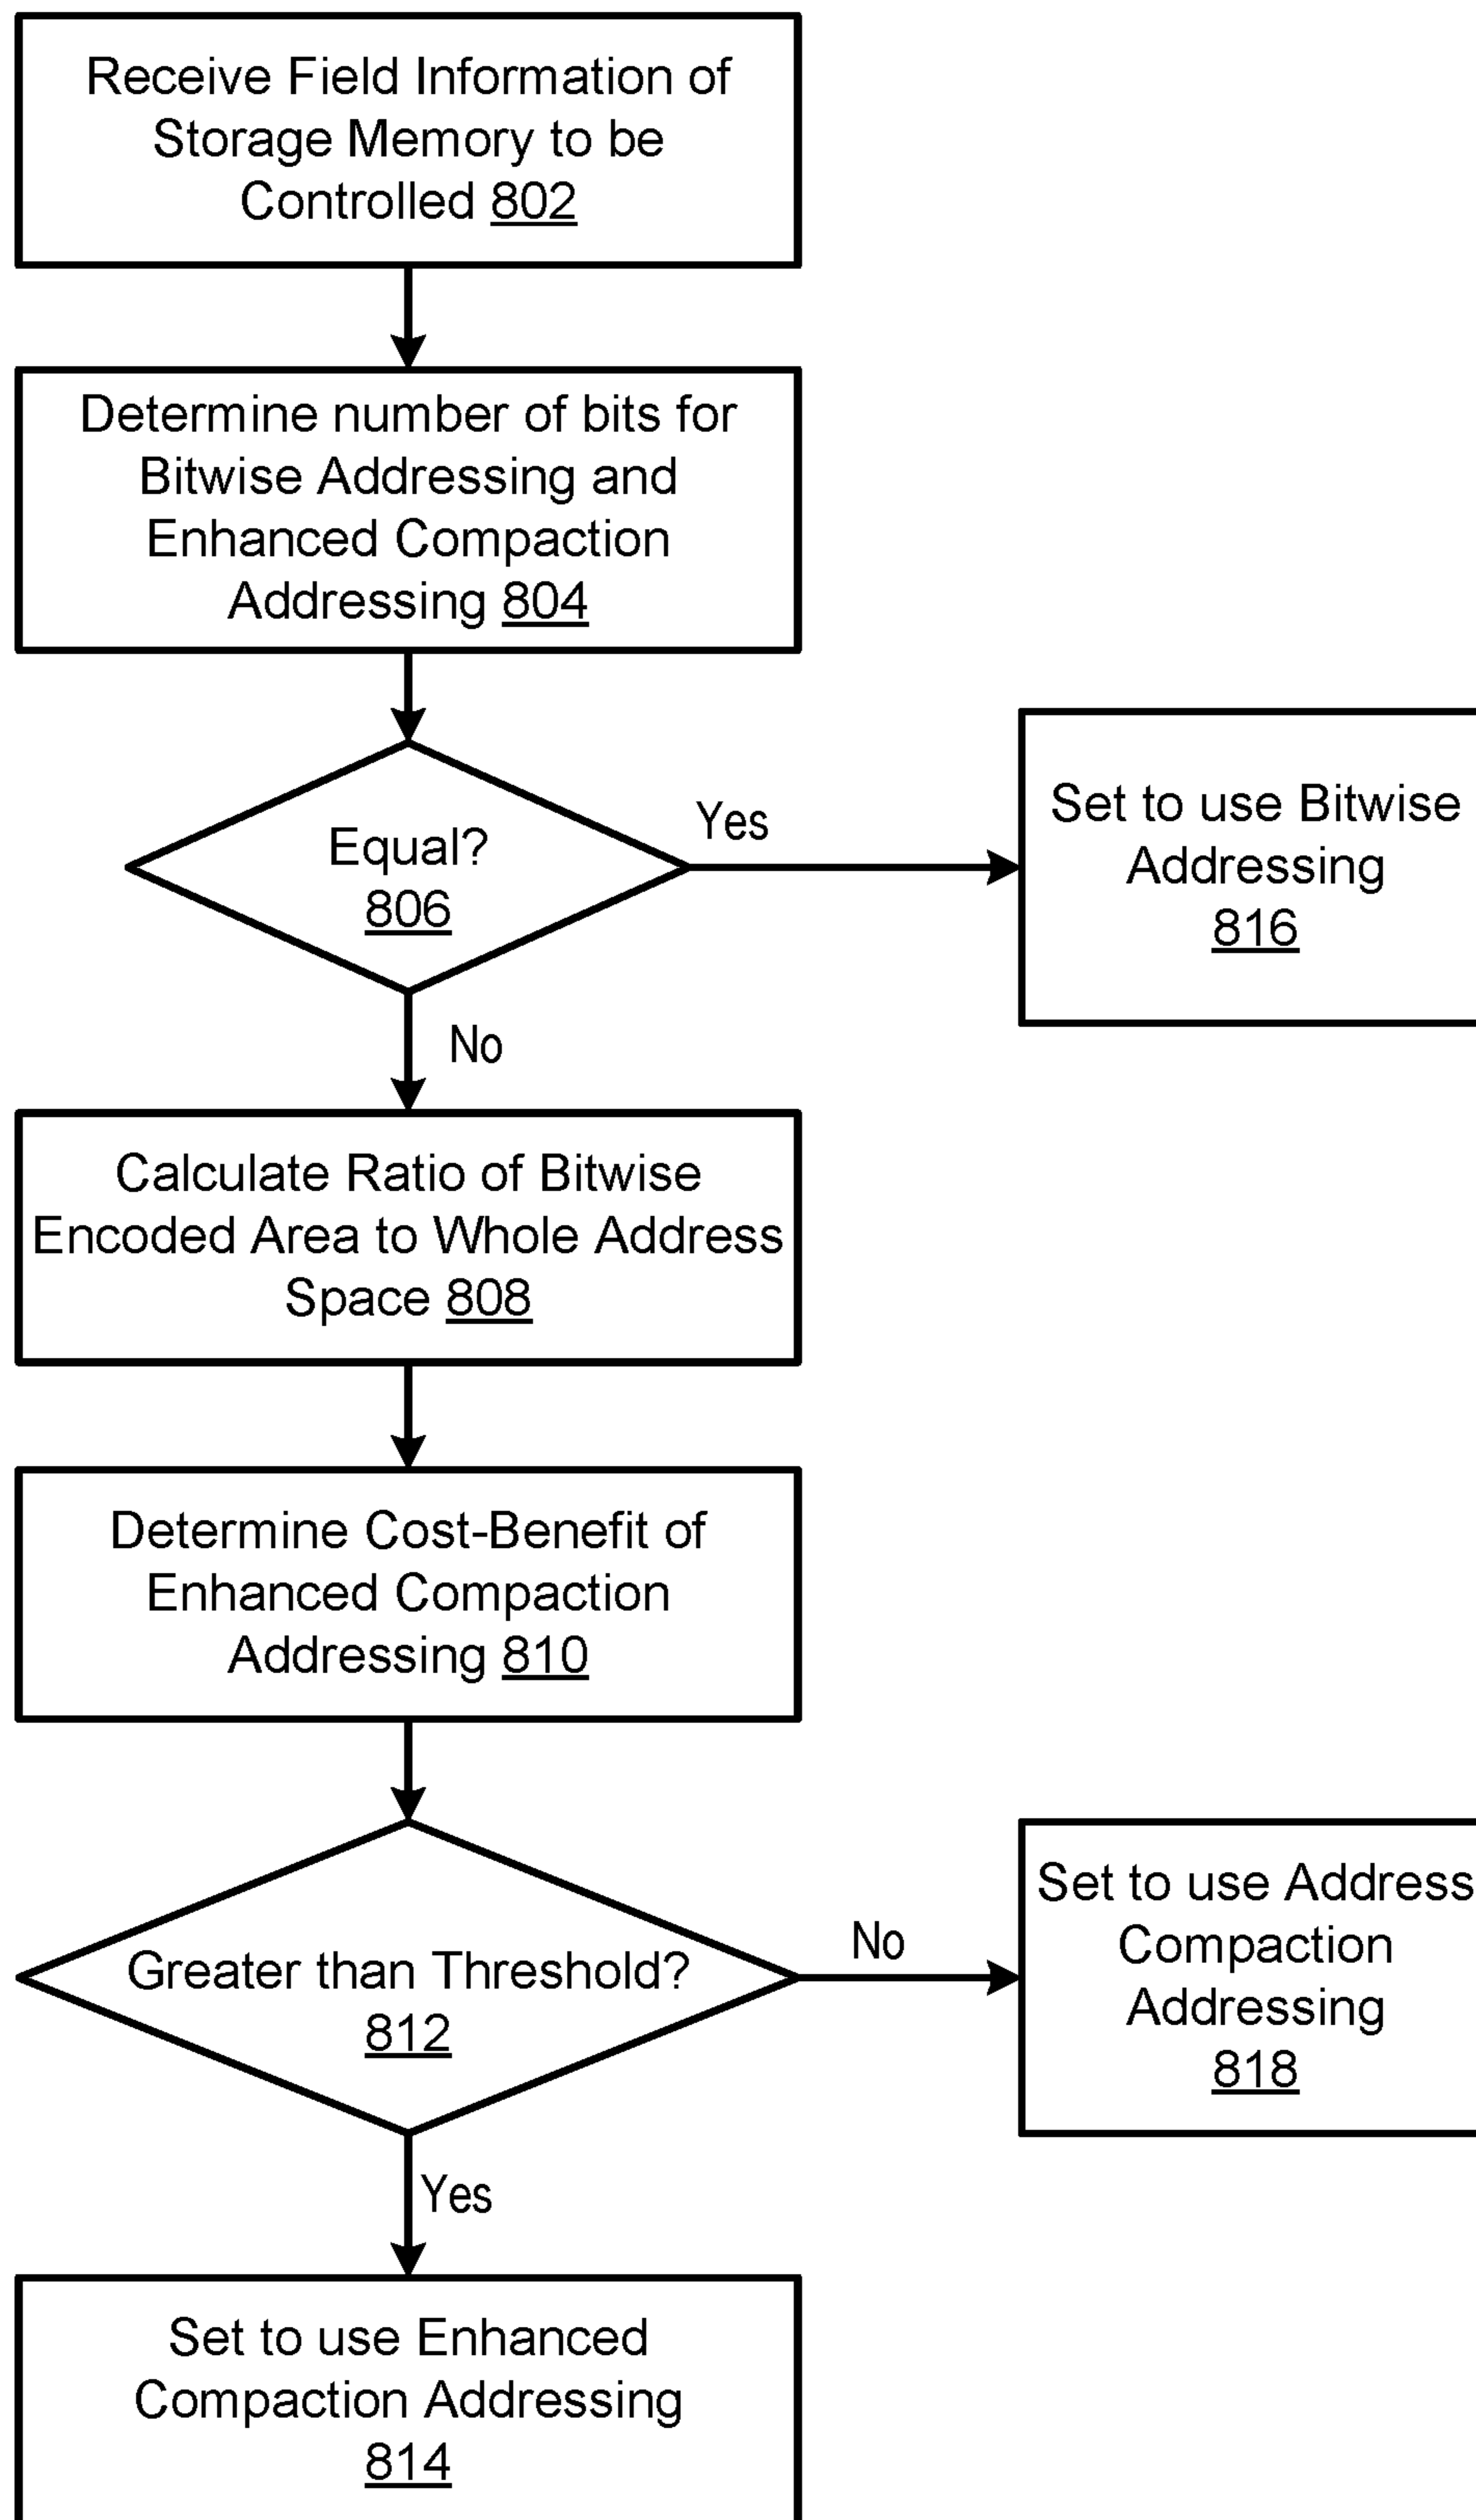 Receive Field Information of
Storage Memory to be
Controlled 802
Determine number of bits for
Bitwise Addressing and
Enhanced Compaction
Addressing 804
Equal?
806
Yes
Set to use Bitwise
Addressing
816
No
Calculate Ratio of Bitwise
Encoded Area to Whole Address
Space 808
Determine Cost-Benefit of
Enhanced Compaction
Addressing 810
Greater than Threshold?
812
No
Set to use Address
Compaction
Addressing
818
Yes
Set to use Enhanced
Compaction Addressing
814